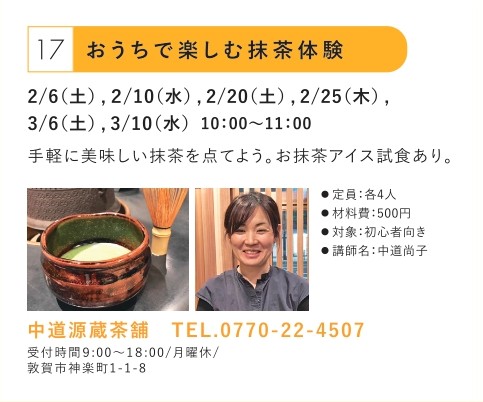 17 おうちで楽しむ抹茶体験
2/6(土),2/10(水),2/20(土),2/25(木),
3/6(土),3/10(水) 10:00〜11:00
手軽に美味しい抹茶を点てよう。お抹茶アイス試食あり。
●定員:各4人
●材料費:500円
●対象:初心者向き
●講師名:中道尚子
中道源蔵茶舗 TEL.0770-22-4507
受付時間9:00〜18:00/月曜休/
敦賀市神楽町1-1-8